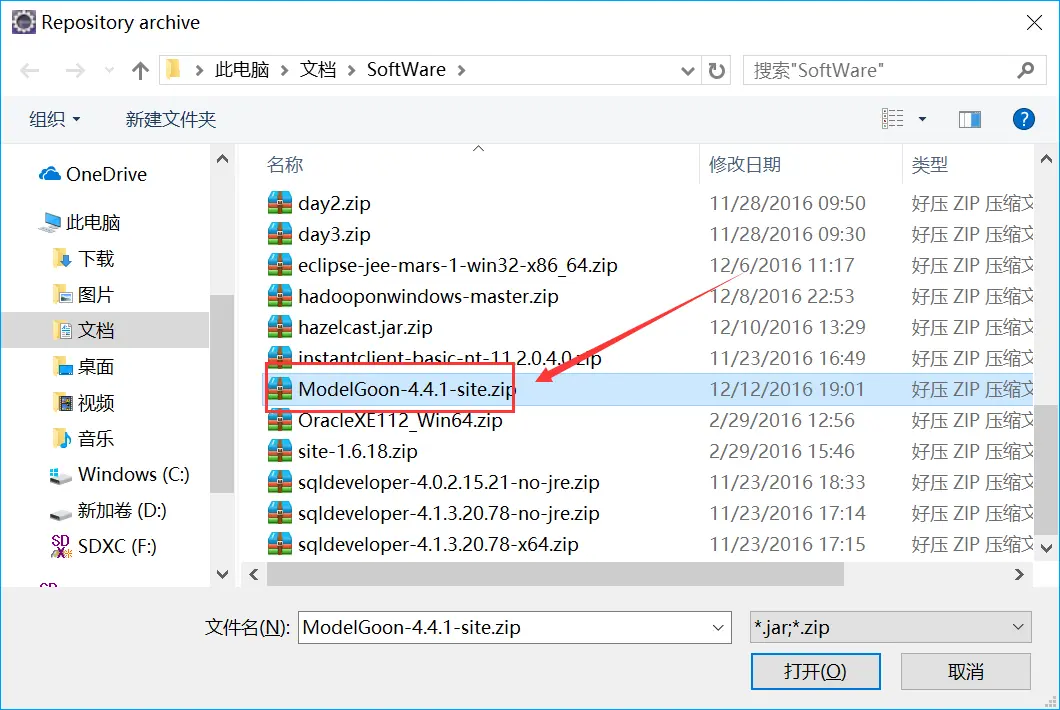 Repository archive
此电脑 文档 SoftWare
搜索"SoftWare"
组织 新建文件夹
?
OneDrive
此电脑
下载
图片
文档
桌面
视频
音乐
Windows (C:)
新加卷 (D:)
SDXC (F:)
名称 修改日期 类型
day2.zip 11/28/2016 09:50 好压 ZIP 压缩文
day3.zip 11/28/2016 09:30 好压 ZIP 压缩文
eclipse-jee-mars-1-win32-x86_64.zip 12/6/2016 11:17 好压 ZIP 压缩文
hadooponwindows-master.zip 12/8/2016 22:53 好压 ZIP 压缩文
hazelcast.jar.zip 12/10/2016 13:29 好压 ZIP 压缩文
instantclient-basic-nt-11.2.0.4.0.zip 11/23/2016 16:49 好压 ZIP 压缩文
ModelGoon-4.4.1-site.zip 12/12/2016 19:01 好压 ZIP 压缩文
OracleXE112_Win64.zip 2/29/2016 12:56 好压 ZIP 压缩文
site-1.6.18.zip 2/29/2016 15:46 好压 ZIP 压缩文
sqldeveloper-4.0.2.15.21-no-jre.zip 11/23/2016 18:33 好压 ZIP 压缩文
sqldeveloper-4.1.3.20.78-no-jre.zip 11/23/2016 17:14 好压 ZIP 压缩文
sqldeveloper-4.1.3.20.78-x64.zip 11/23/2016 17:15 好压 ZIP 压缩文
文件名(N): ModelGoon-4.4.1-site.zip *.jar;*.zip
打开(O) 取消